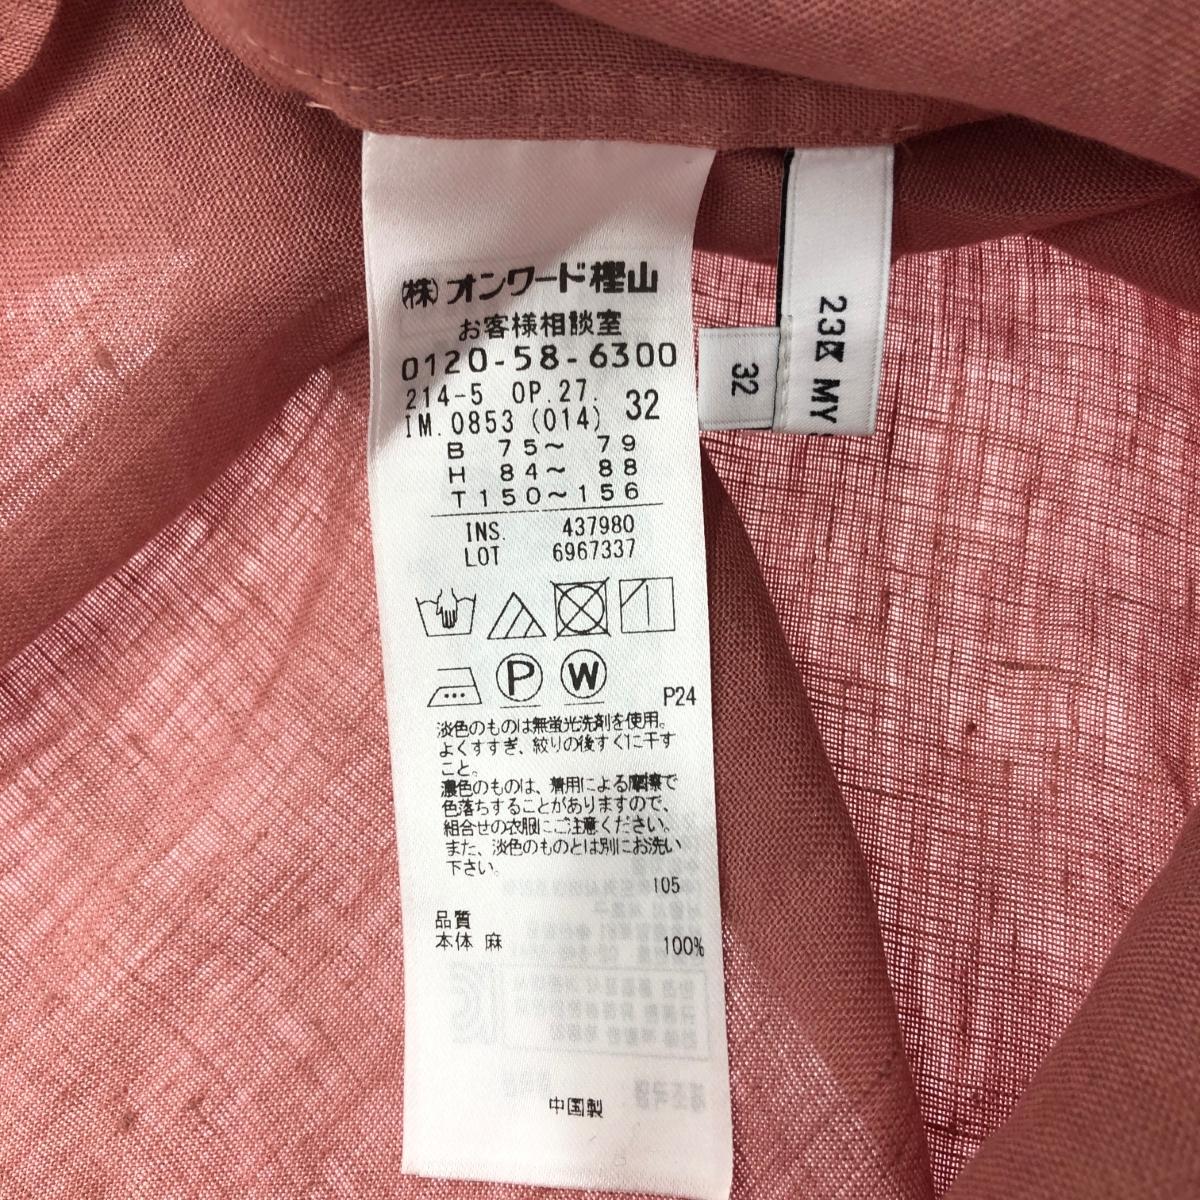 (株)オンワード樫山
お客様相談室
0120-58-6300
214-5 OP.27.
IM.0853 (014) 32
B 75～ 79
H 84～ 88
T150～156
INS. 437980
LOT 6967337
P W
P24
淡色のものは無蛍光洗剤を使用。
よくすすぎ、絞りの後すぐに干す
こと。
濃色のものは、着用による摩擦で
色落ちすることがありますので、
組合せの衣服にご注意ください。
また、淡色のものとは別にお洗い
下さい。
105
品質
本体 麻 100%
中国製
32
MY